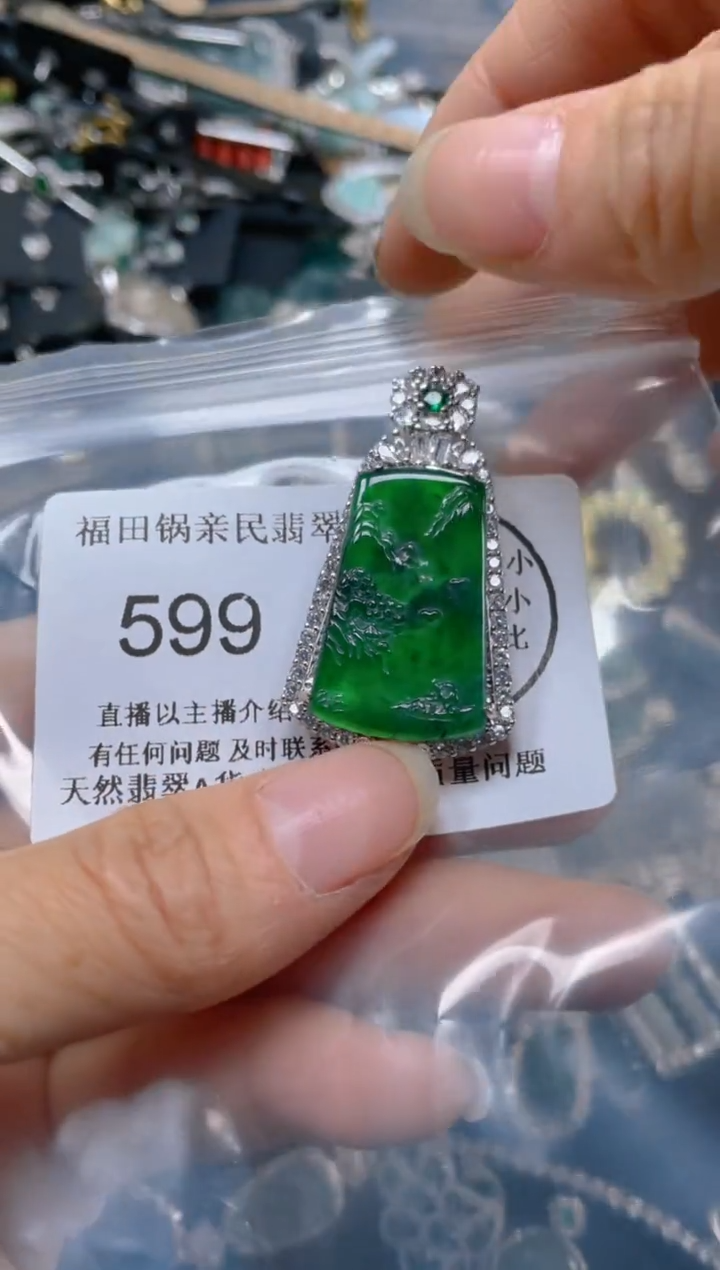 福田锅亲民翡翠
599
小
小
比
直播以主播介绍
有任何问题 及时联系
天然翡翠A货
质量问题